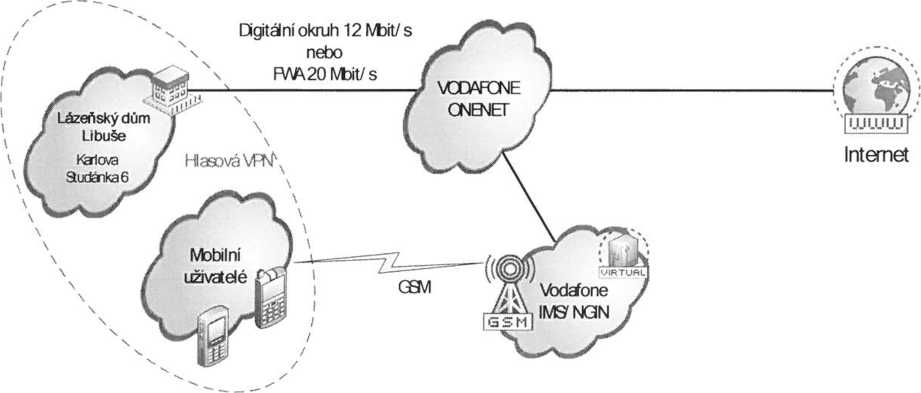 Digitální okruh 12 Mbit/s
nebo
FWA 20 Mbit/s
VODAFONE
ONENET
Lázeňský dům
Libuše
Karlova
Studánka 6
Hlasová VPN
WWW
Internet
Mobilní
uživatelé
GSM
GSM
VIRTUAL
Vodafone
IMS/NGIN